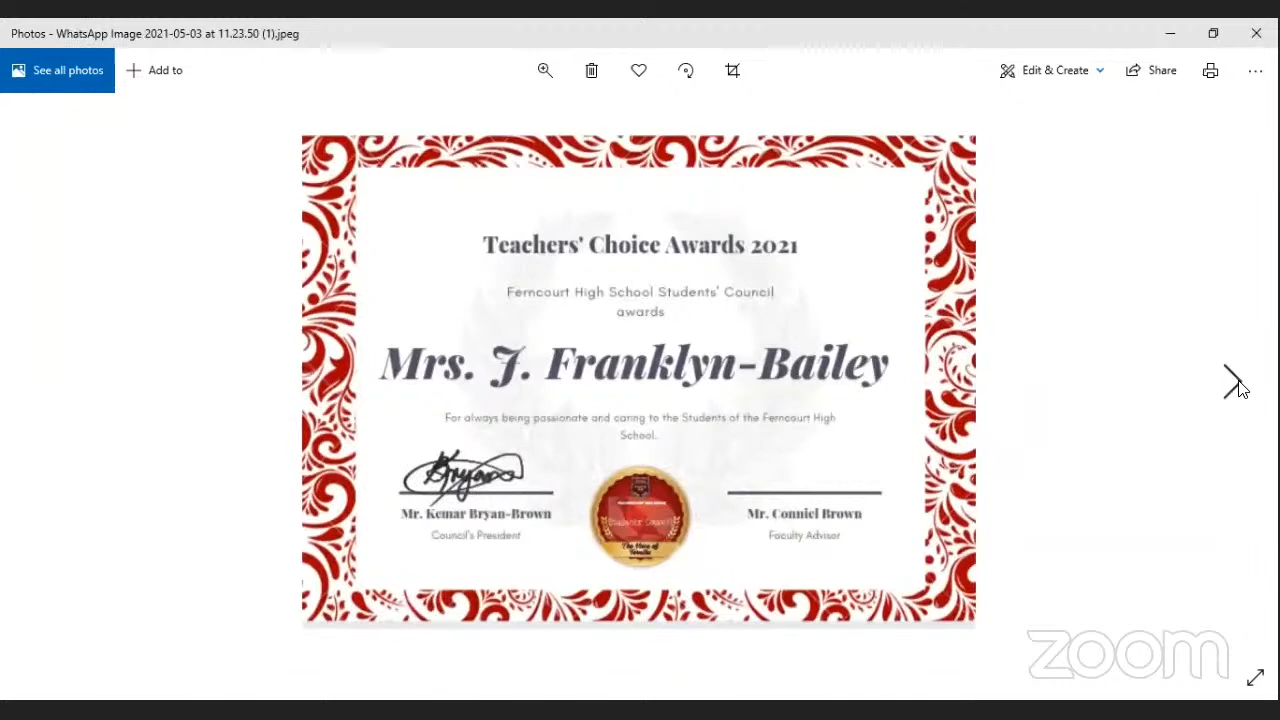 Photos - WhatsApp Image 2021-05-03 at 11.23.50 (1).jpeg
See all photos
Add to
Edit & Create
Share
Teachers' Choice Awards 2021
Ferncourt High School Students' Council
awards
Mrs. J. Franklyn-Bailey
For always being passionate and caring to the Students of the Ferncourt High
School.
Mr. Kemar Bryan-Brown
Council's President
Mr. Conniel Brown
Faculty Advisor
The Voice of
zoom